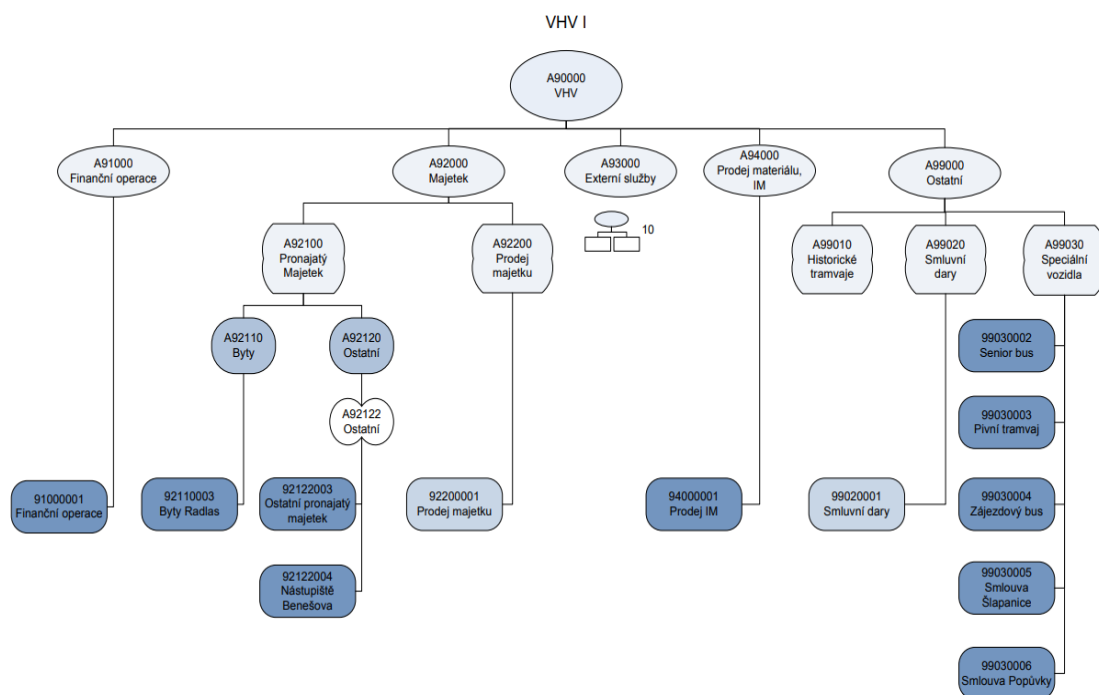 VHV I
A90000
VHV
A91000
Finanční operace
A92000
Majetek
A93000
Externí služby
A94000
Prodej materiálu,
IM
A99000
Ostatní
10
A92100
Pronajatý
Majetek
A92200
Prodej
majetku
A99010
Historické
tramvaje
A99020
Smluvní
dary
A99030
Speciální
vozidla
A92110
Byty
A92120
Ostatní
99030002
Senior bus
A92122
Ostatní
99030003
Pivní tramvaj
91000001
Finanční operace
92110003
Byty Radlas
92122003
Ostatní pronajatý
majetek
92200001
Prodej majetku
94000001
Prodej IM
99020001
Smluvní dary
99030004
Zájezdový bus
92122004
Nástupiště
Benešova
99030005
Smlouva
Šlapanice
99030006
Smlouva Popůvky